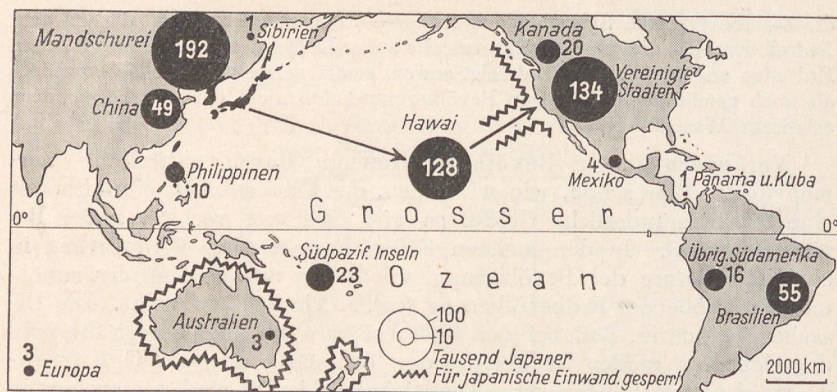 Mandschurei
192
1
Sibirien
Kanada
20
Vereinigte
Staaten
134
China
49
Hawai
128
Philippinen
10
4
Mexiko
1
Panama u. Kuba
0°
0°
Grosser
Ozean
Südpazif. Inseln
23
Übrig. Südamerika
16
55
Brasilien
Australien
3
3
Europa
100
10
Tausend Japaner
Für japanische Einwand. gesperrt
2000 km